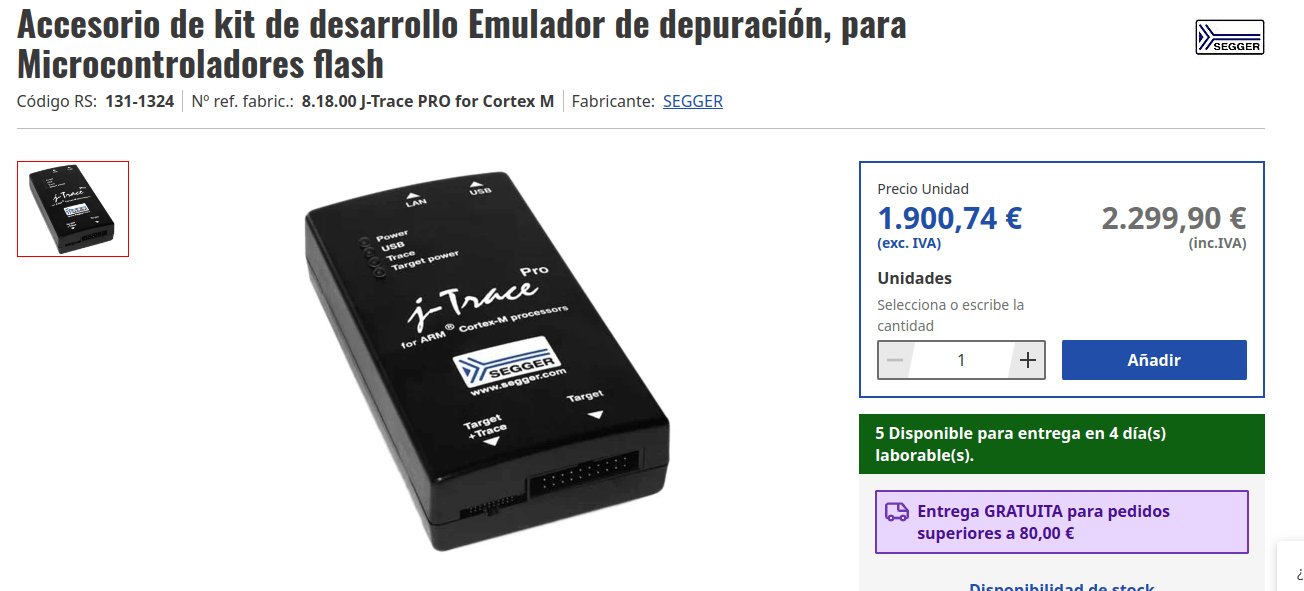 Accesorio de kit de desarrollo Emulador de depuración, para
Microcontroladores flash
SEGGER
Código RS: 131-1324 Nº ref. fabric.: 8.18.00 J-Trace PRO for Cortex M Fabricante: SEGGER
LAN
USB
Power
USB
Trace
Target power
Pro
j-Trace
for ARM® Cortex-M processors
SEGGER
www.segger.com
Target
+Trace
Target
Precio Unidad
1.900,74 € 2.299,90 €
(exc. IVA) (inc.IVA)
Unidades
Selecciona o escribe la
cantidad
1
Añadir
5 Disponible para entrega en 4 día(s)
laborable(s).
Entrega GRATUITA para pedidos
superiores a 80,00 €
Disponibilidad de stock
¿